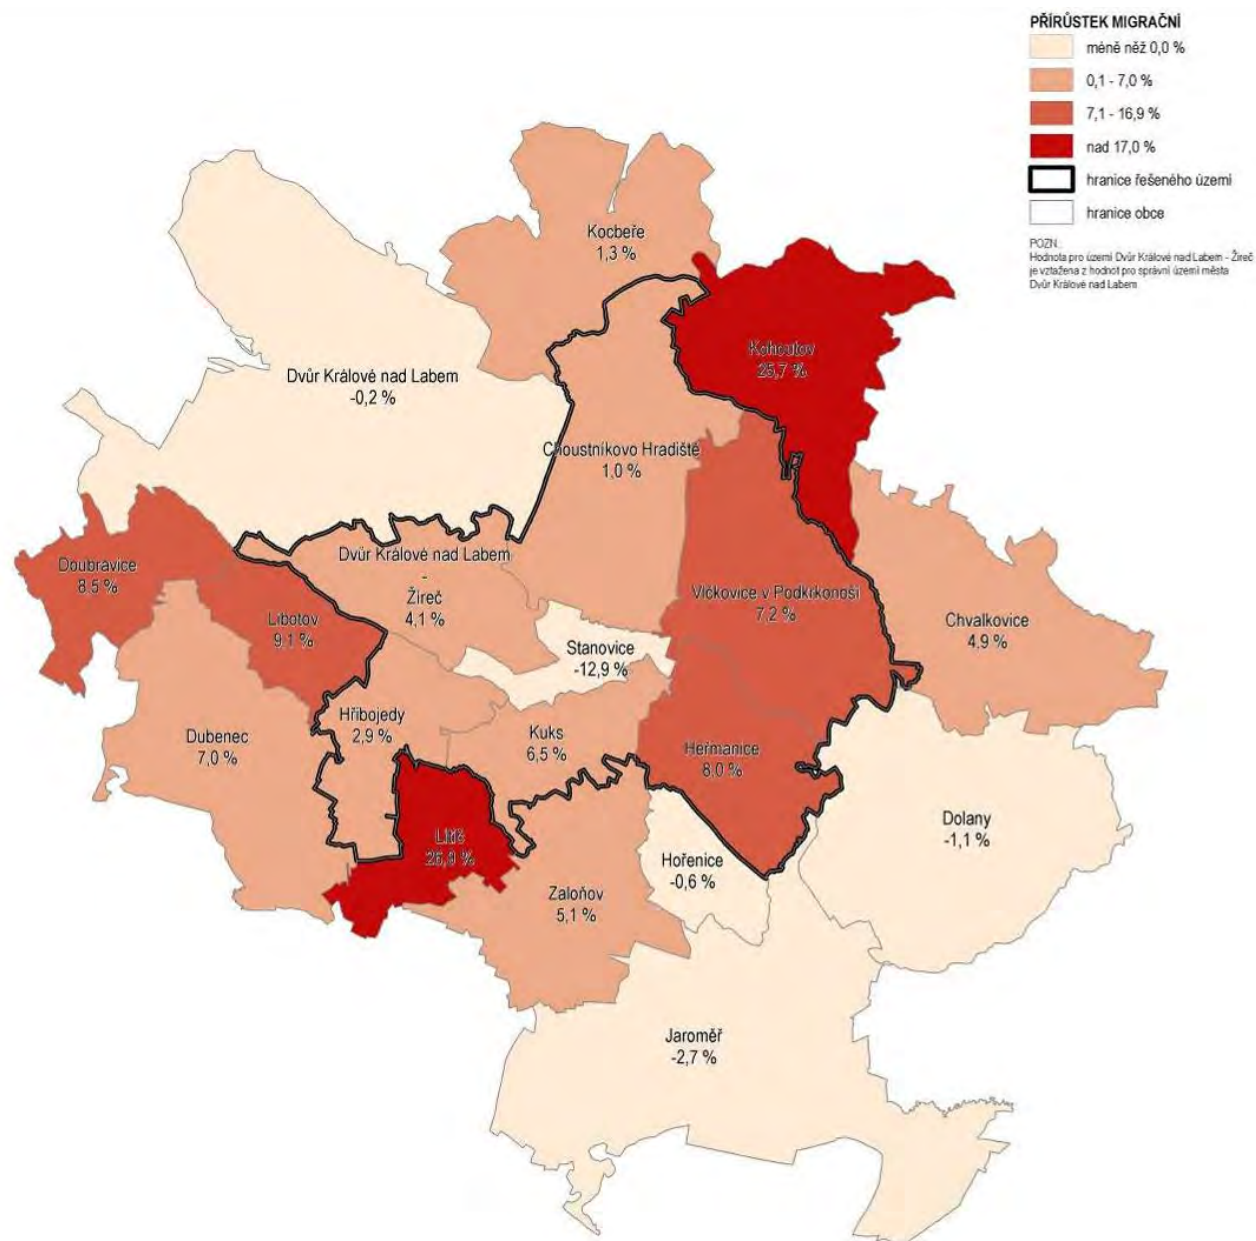 PŘÍRŮSTEK MIGRAČNÍ
méně něž 0,0 %
0,1 - 7,0 %
7,1 - 16,9 %
nad 17,0 %
hranice řešeného území
hranice obce
POZN.:
Hodnota pro území Dvůr Králové nad Labem - Žireč
je vztažena z hodnot pro správní území města
Dvůr Králové nad Labem
Kocbeře
1,3 %
Kohoutov
25,7 %
Dvůr Králové nad Labem
-0,2 %
Choustníkovo Hradiště
1,0 %
Doubravice
8,5 %
Dvůr Králové nad Labem
-
Žireč
4,1 %
Libotov
9,1 %
Vlčkovice v Podkrkonoší
7,2 %
Chvalkovice
4,9 %
Stanovice
-12,9 %
Hřibojedy
2,9 %
Dubenec
7,0 %
Kuks
6,5 %
Heřmanice
8,0 %
Dolany
-1,1 %
Litíč
26,9 %
Hořenice
-0,6 %
Zaloňov
5,1 %
Jaroměř
-2,7 %